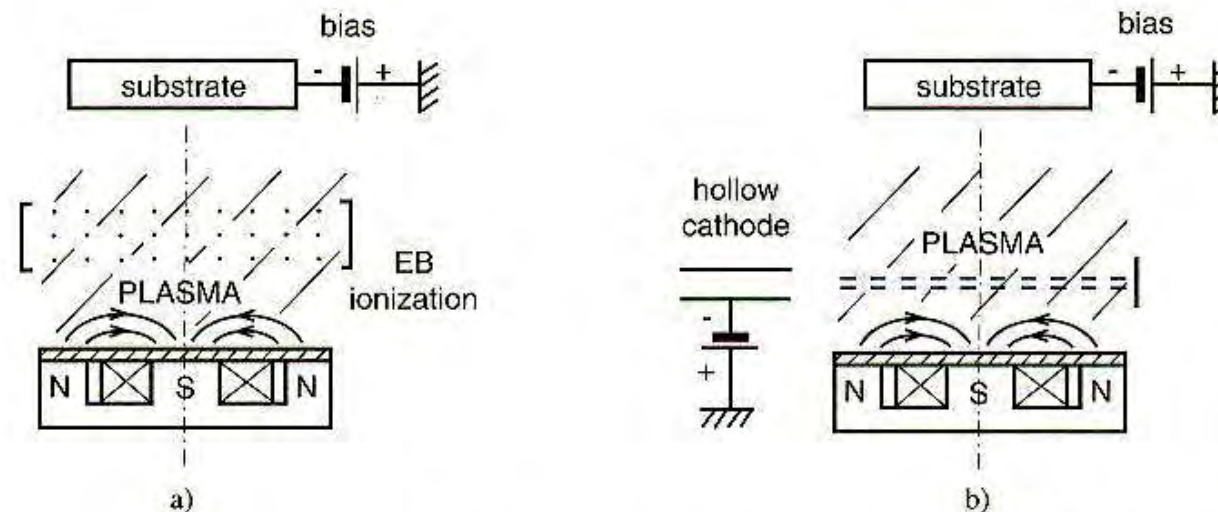 bias
substrate - +
EB
ionization
PLASMA
N S N
a)
bias
substrate - +
hollow
cathode
PLASMA
-
+
N S N
b)